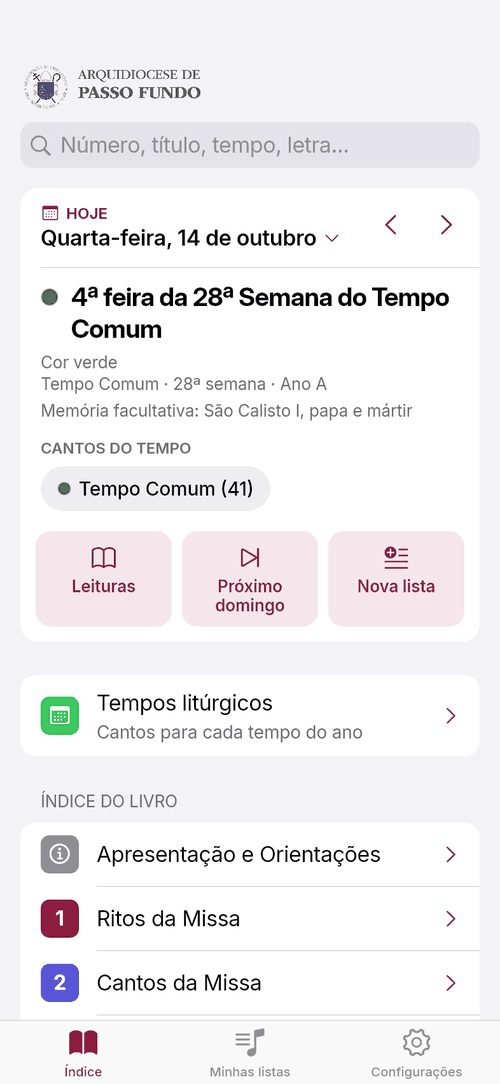 ARQUIDIOCESE DE
PASSO FUNDO
Número, título, tempo, letra...
HOJE
Quarta-feira, 14 de outubro
4ª feira da 28ª Semana do Tempo
Comum
Cor verde
Tempo Comum · 28ª semana · Ano A
Memória facultativa: São Calisto I, papa e mártir
CANTOS DO TEMPO
Tempo Comum (41)
Leituras
Próximo
domingo
Nova lista
Tempos litúrgicos
Cantos para cada tempo do ano
ÍNDICE DO LIVRO
Apresentação e Orientações
1 Ritos da Missa
2 Cantos da Missa
Índice
Minhas listas
Configurações